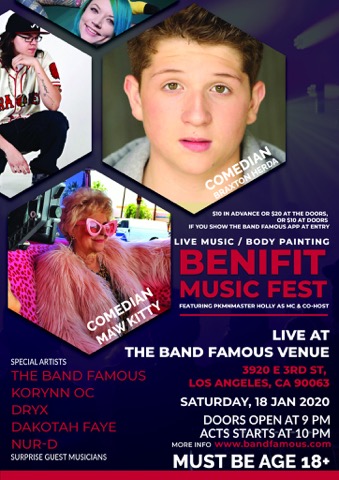 COMEDIAN
BRAXTON HERDA
$10 IN ADVANCE OR $20 AT THE DOORS,
OR $10 AT DOORS
IF YOU SHOW THE BAND FAMOUS APP AT ENTRY
LIVE MUSIC / BODY PAINTING
BENIFIT
MUSIC FEST
FEATURING PKMNMASTER HOLLY AS MC & CO-HOST
COMEDIAN
MAW KITTY
LIVE AT
THE BAND FAMOUS VENUE
3920 E 3RD ST,
LOS ANGELES, CA 90063
SATURDAY, 18 JAN 2020
DOORS OPEN AT 9 PM
ACTS STARTS AT 10 PM
MORE INFO www.bandfamous.com
MUST BE AGE 18+
SPECIAL ARTISTS
THE BAND FAMOUS
KORYNN OC
DRYX
DAKOTAH FAYE
NUR-D
SURPRISE GUEST MUSICIANS